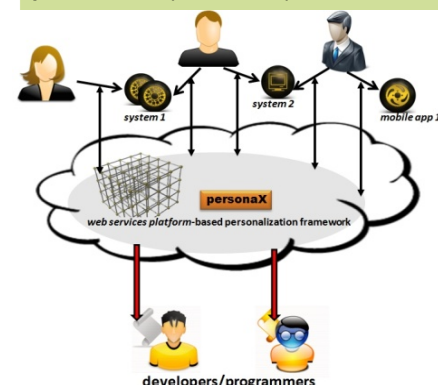 system 1
system 2
mobile app 1
personaX
web services platform-based personalization framework
developers/programmers